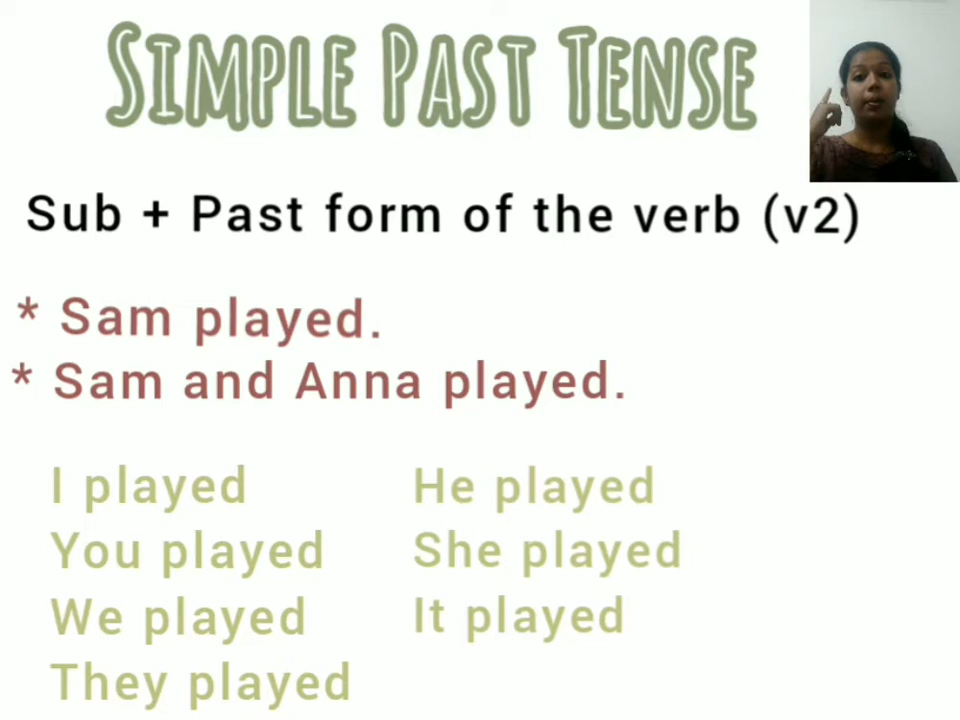 SIMPLE PAST TENSE
Sub + Past form of the verb (v2)
* Sam played.
* Sam and Anna played.
I played
You played
We played
They played
He played
She played
It played